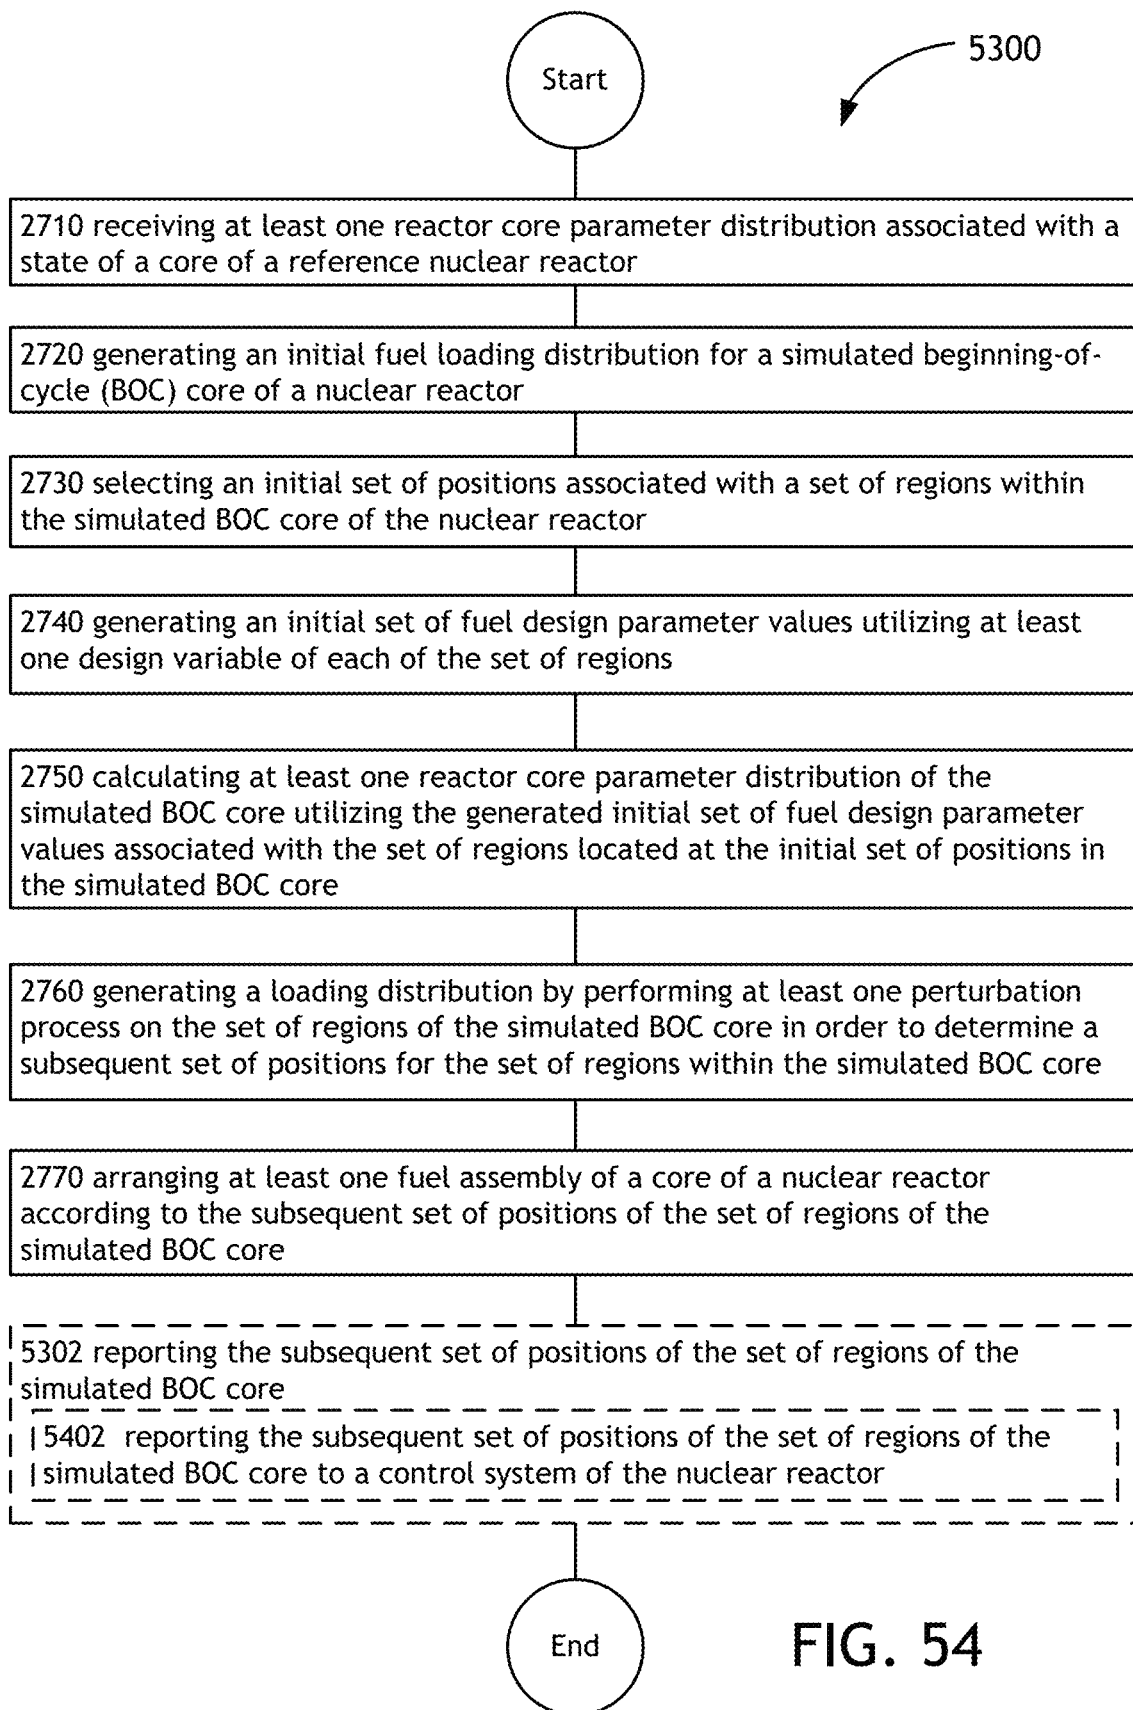 Start
5300
2710 receiving at least one reactor core parameter distribution associated with a
state of a core of a reference nuclear reactor
2720 generating an initial fuel loading distribution for a simulated beginning-of-
cycle (BOC) core of a nuclear reactor
2730 selecting an initial set of positions associated with a set of regions within
the simulated BOC core of the nuclear reactor
2740 generating an initial set of fuel design parameter values utilizing at least
one design variable of each of the set of regions
2750 calculating at least one reactor core parameter distribution of the
simulated BOC core utilizing the generated initial set of fuel design parameter
values associated with the set of regions located at the initial set of positions in
the simulated BOC core
2760 generating a loading distribution by performing at least one perturbation
process on the set of regions of the simulated BOC core in order to determine a
subsequent set of positions for the set of regions within the simulated BOC core
2770 arranging at least one fuel assembly of a core of a nuclear reactor
according to the subsequent set of positions of the set of regions of the
simulated BOC core
5302 reporting the subsequent set of positions of the set of regions of the
simulated BOC core
5402 reporting the subsequent set of positions of the set of regions of the
simulated BOC core to a control system of the nuclear reactor
End
FIG. 54